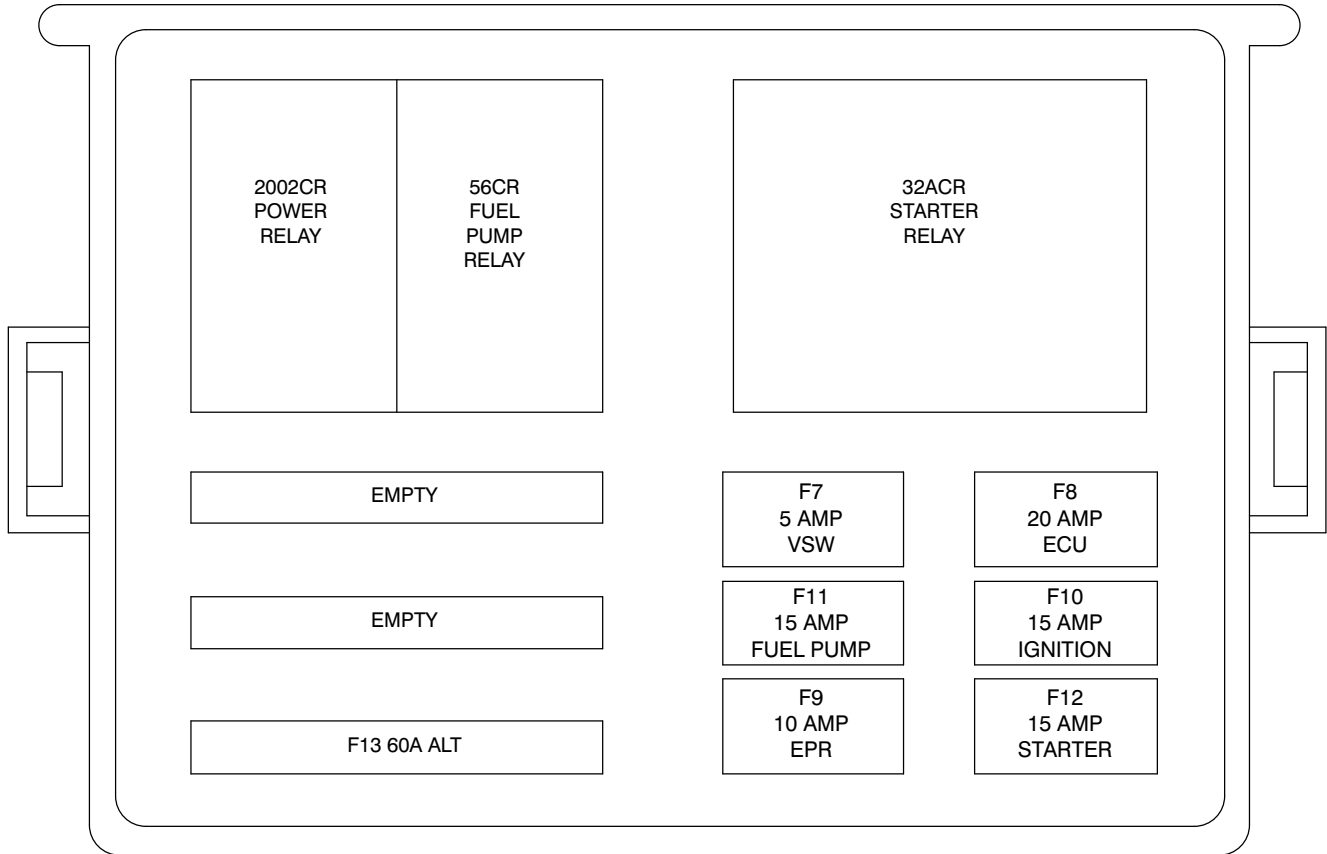 2002CR
POWER
RELAY
56CR
FUEL
PUMP
RELAY
32ACR
STARTER
RELAY
EMPTY
EMPTY
F13 60A ALT
F7
5 AMP
VSW
F8
20 AMP
ECU
F11
15 AMP
FUEL PUMP
F10
15 AMP
IGNITION
F9
10 AMP
EPR
F12
15 AMP
STARTER